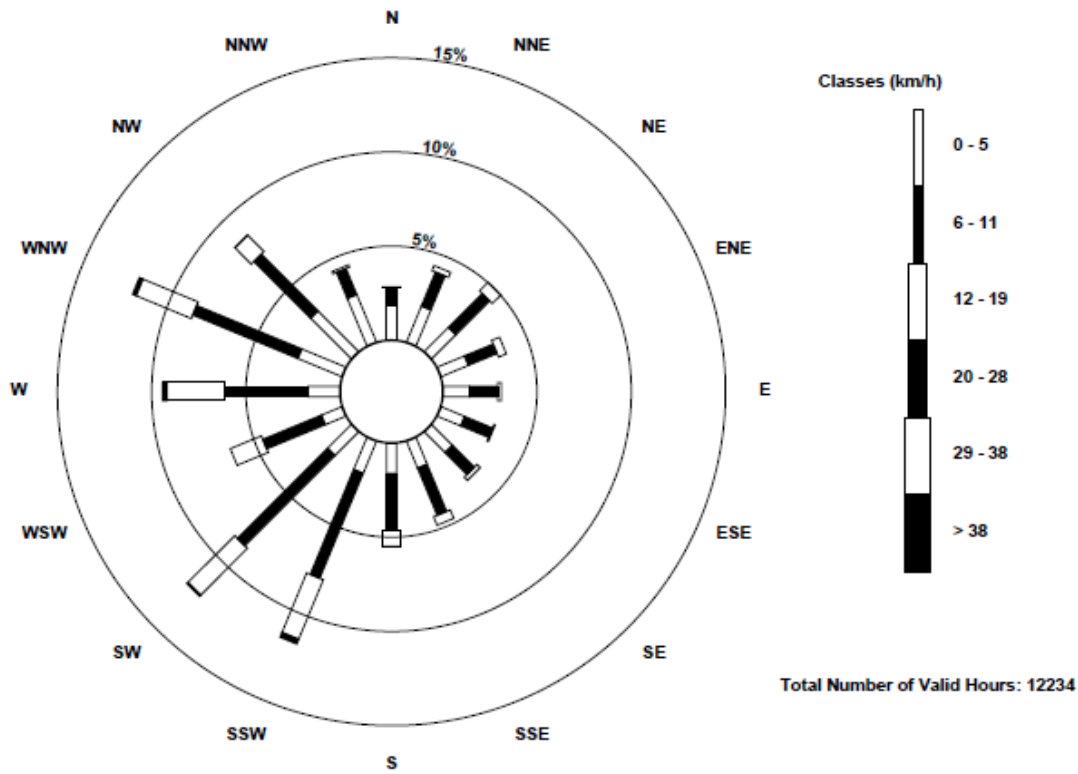 N
NNW
NNE
15%
Classes (km/h)
NW
NE
10%
0 - 5
6 - 11
WNW
ENE
5%
12 - 19
20 - 28
W
E
29 - 38
WSW
ESE
> 38
SW
SE
Total Number of Valid Hours: 12234
SSW
SSE
S